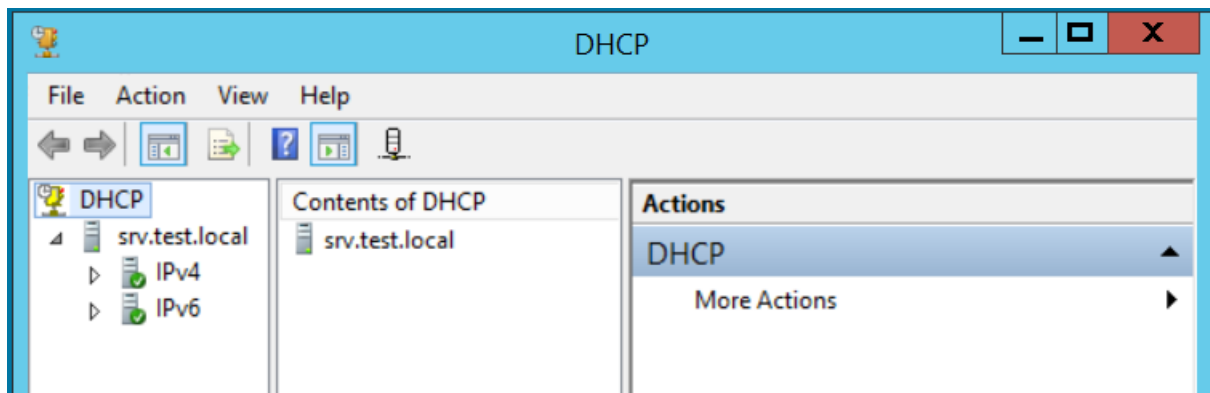 DHCP
File Action View Help
DHCP
srv.test.local
IPv4
IPv6
Contents of DHCP
srv.test.local
Actions
DHCP
More Actions